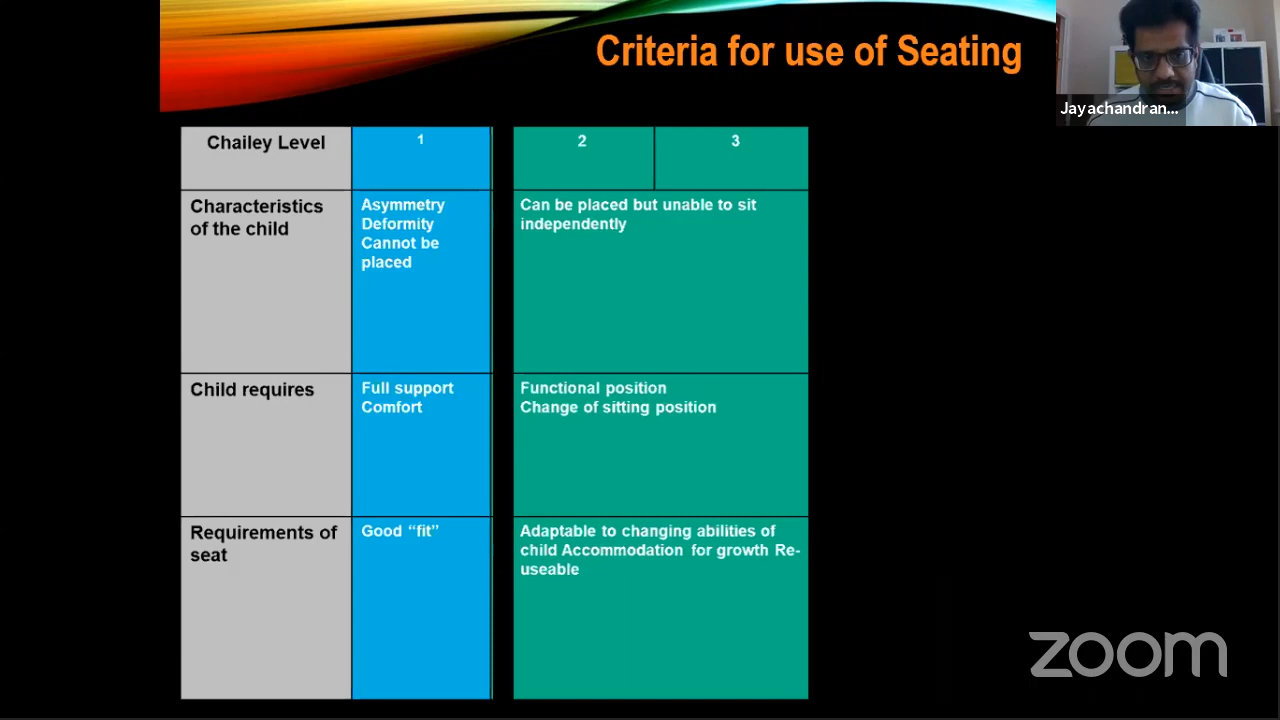 Criteria for use of Seating
Jayachandran...
Chailey Level
1
2
3
Characteristics
of the child
Asymmetry
Deformity
Cannot be
placed
Can be placed but unable to sit
independently
Child requires
Full support
Comfort
Functional position
Change of sitting position
Requirements of
seat
Good “fit”
Adaptable to changing abilities of
child Accommodation for growth Re-
useable
zoom